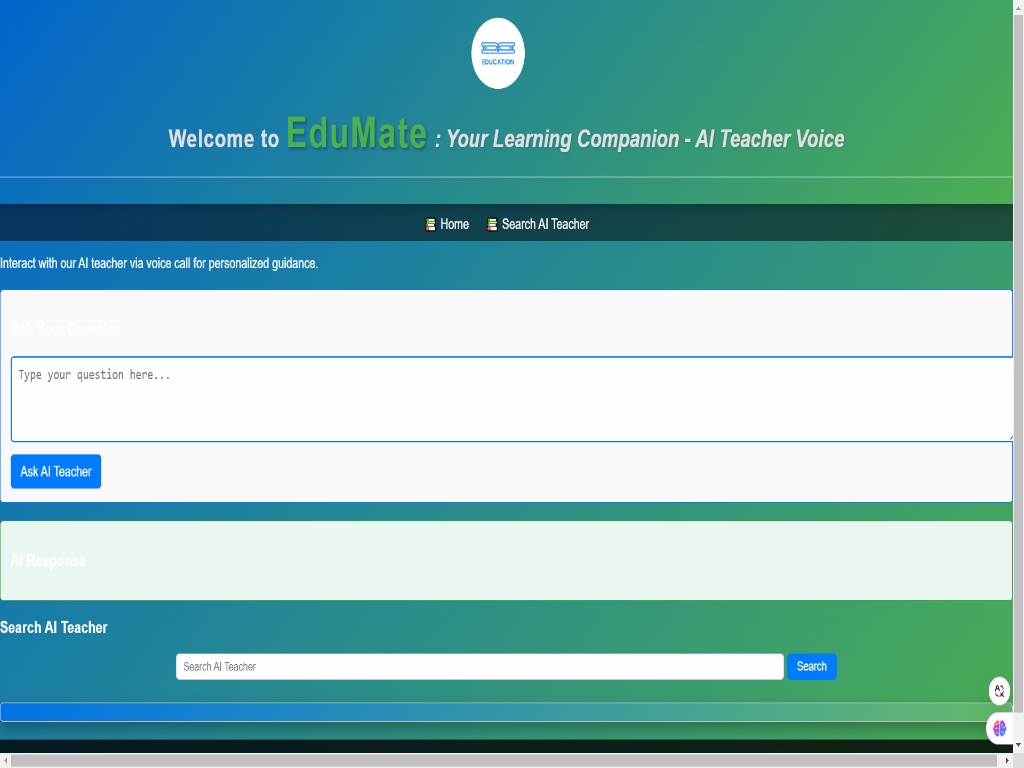 EDUCATION
Welcome to EduMate : Your Learning Companion - AI Teacher Voice
Home Search AI Teacher
Interact with our AI teacher via voice call for personalized guidance.
Ask Your Question
Type your question here...
Ask AI Teacher
AI Response
Search AI Teacher
Search AI Teacher Search